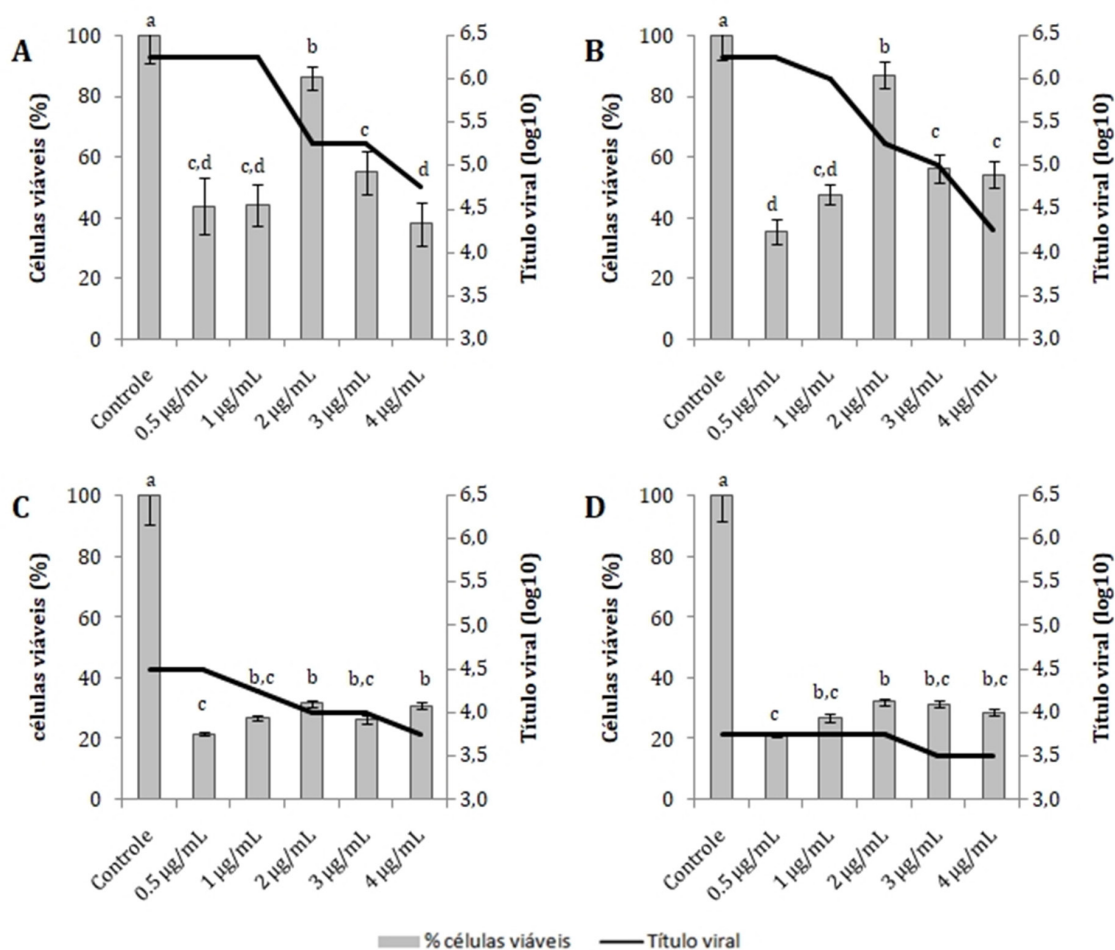 A
Células viáveis (%)
100
80
60
40
20
0
a
c,d
c,d
b
c
d
6,5
6,0
5,5
5,0
4,5
4,0
3,5
3,0
Título viral (log10)
Controle
0.5 µg/mL
1 µg/mL
2 µg/mL
3 µg/mL
4 µg/mL
B
Células viáveis (%)
100
80
60
40
20
0
a
d
c,d
b
c
c
6,5
6,0
5,5
5,0
4,5
4,0
3,5
3,0
Título viral (log10)
Controle
0.5 µg/mL
1 µg/mL
2 µg/mL
3 µg/mL
4 µg/mL
C
células viáveis (%)
100
80
60
40
20
0
a
c
b,c
b
b,c
b
6,5
6,0
5,5
5,0
4,5
4,0
3,5
3,0
Título viral (log10)
Controle
0.5 µg/mL
1 µg/mL
2 µg/mL
3 µg/mL
4 µg/mL
D
Células viáveis (%)
100
80
60
40
20
0
a
c
b,c
b
b,c
b,c
6,5
6,0
5,5
5,0
4,5
4,0
3,5
3,0
Título viral (log10)
Controle
0.5 µg/mL
1 µg/mL
2 µg/mL
3 µg/mL
4 µg/mL
% células viáveis
Título viral